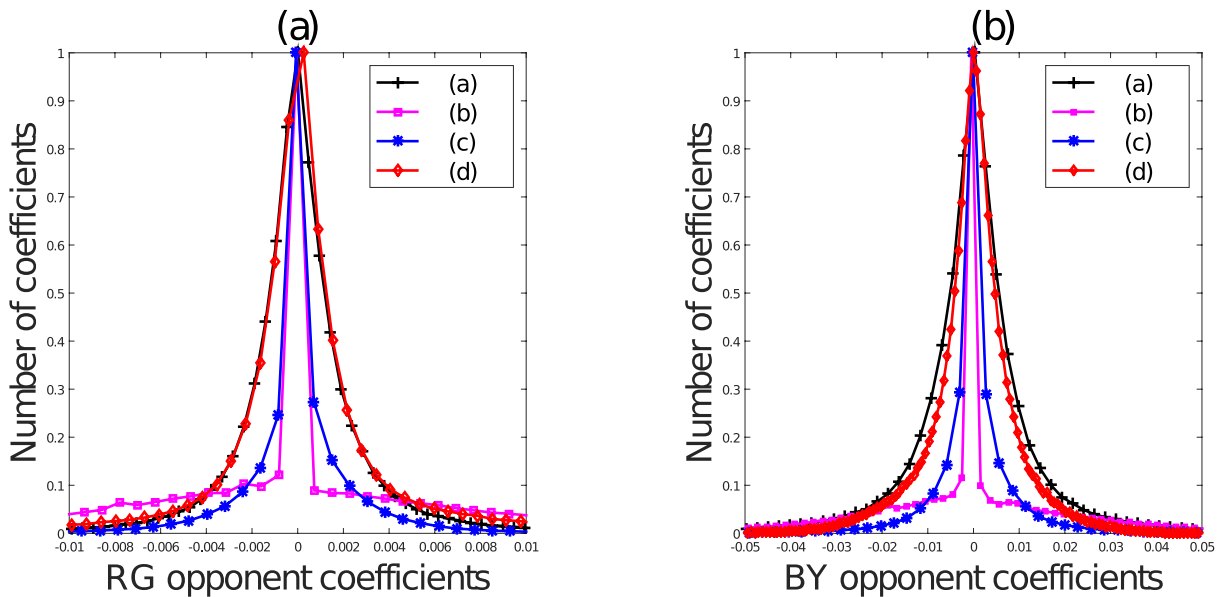 (a)
Number of coefficients
1
0.9
0.8
0.7
0.6
0.5
0.4
0.3
0.2
0.1
0
-0.01 -0.008 -0.006 -0.004 -0.002 0 0.002 0.004 0.006 0.008 0.01
RG opponent coefficients
(a)
(b)
(c)
(d)
(b)
Number of coefficients
1
0.9
0.8
0.7
0.6
0.5
0.4
0.3
0.2
0.1
0
-0.05 -0.04 -0.03 -0.02 -0.01 0 0.01 0.02 0.03 0.04 0.05
BY opponent coefficients
(a)
(b)
(c)
(d)